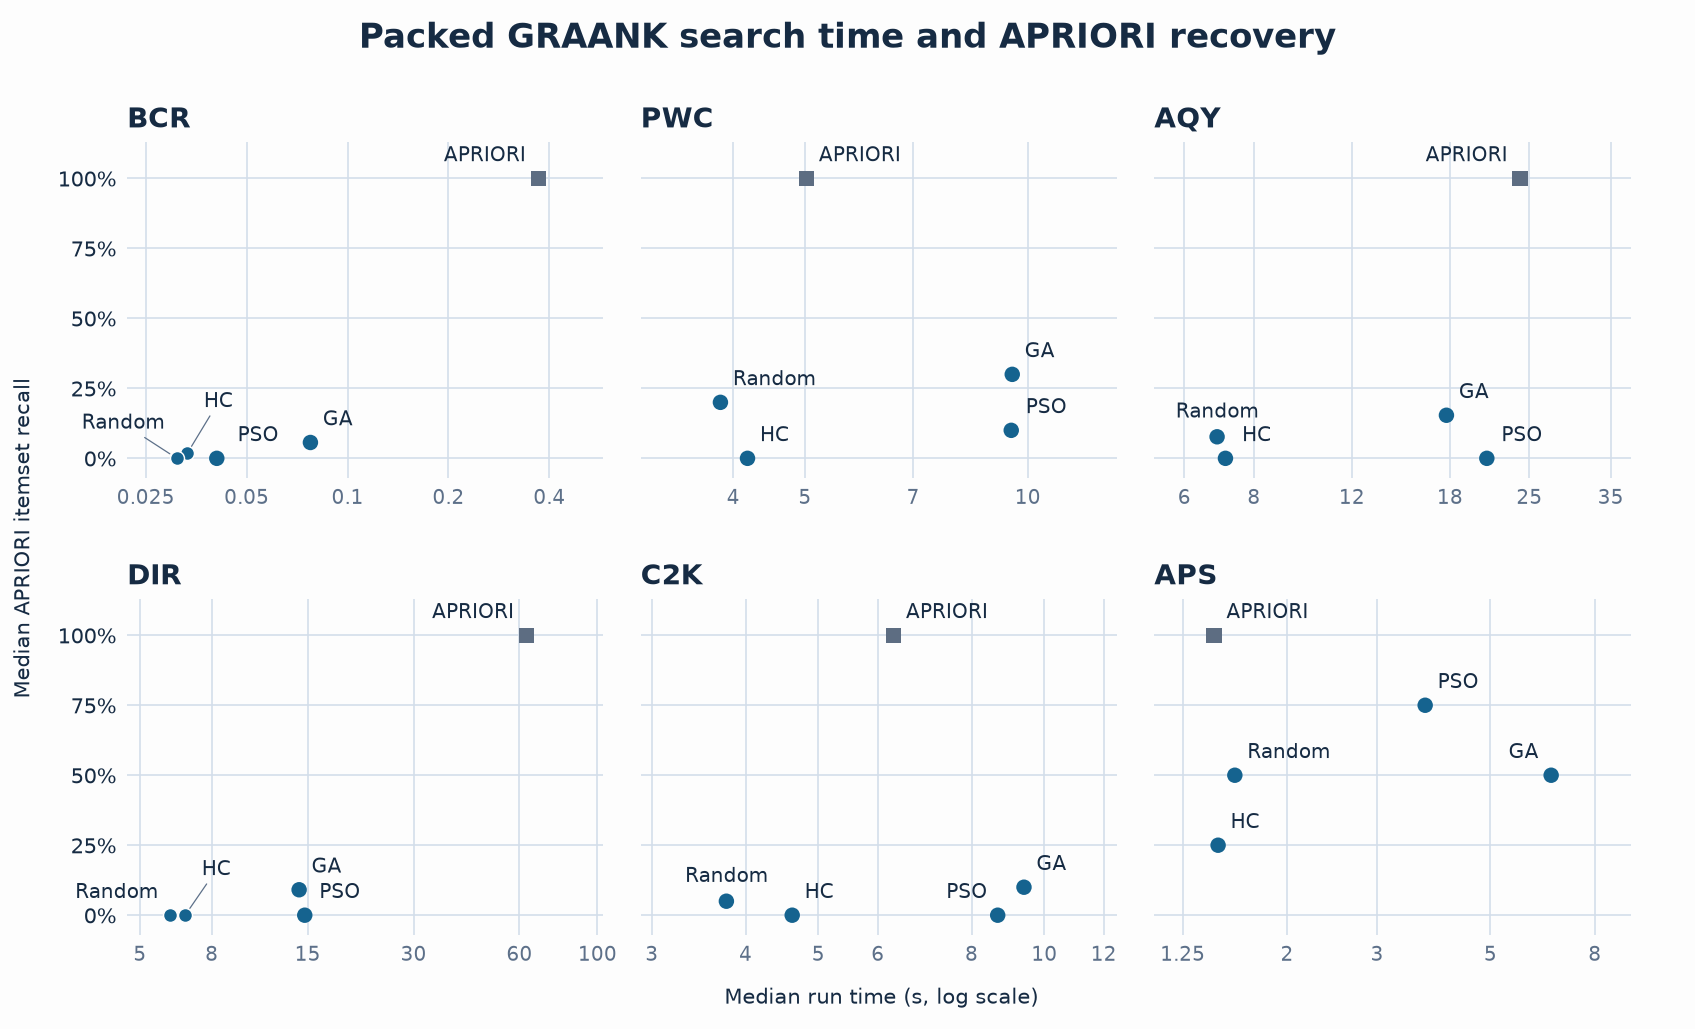 Packed GRAANK search time and APRIORI recovery
Median APRIORI itemset recall
BCR
APRIORI
100%
75%
50%
25%
0%
HC
Random
GA
PSO
0.025
0.05
0.1
0.2
0.4
PWC
APRIORI
GA
Random
PSO
HC
4
5
7
10
AQY
APRIORI
GA
Random
HC
PSO
6
8
12
18
25
35
DIR
APRIORI
100%
75%
50%
25%
0%
HC
GA
Random
PSO
5
8
15
30
60
100
C2K
APRIORI
GA
Random
HC
PSO
3
4
5
6
8
10
12
APS
APRIORI
PSO
Random
GA
HC
1.25
2
3
5
8
Median run time (s, log scale)